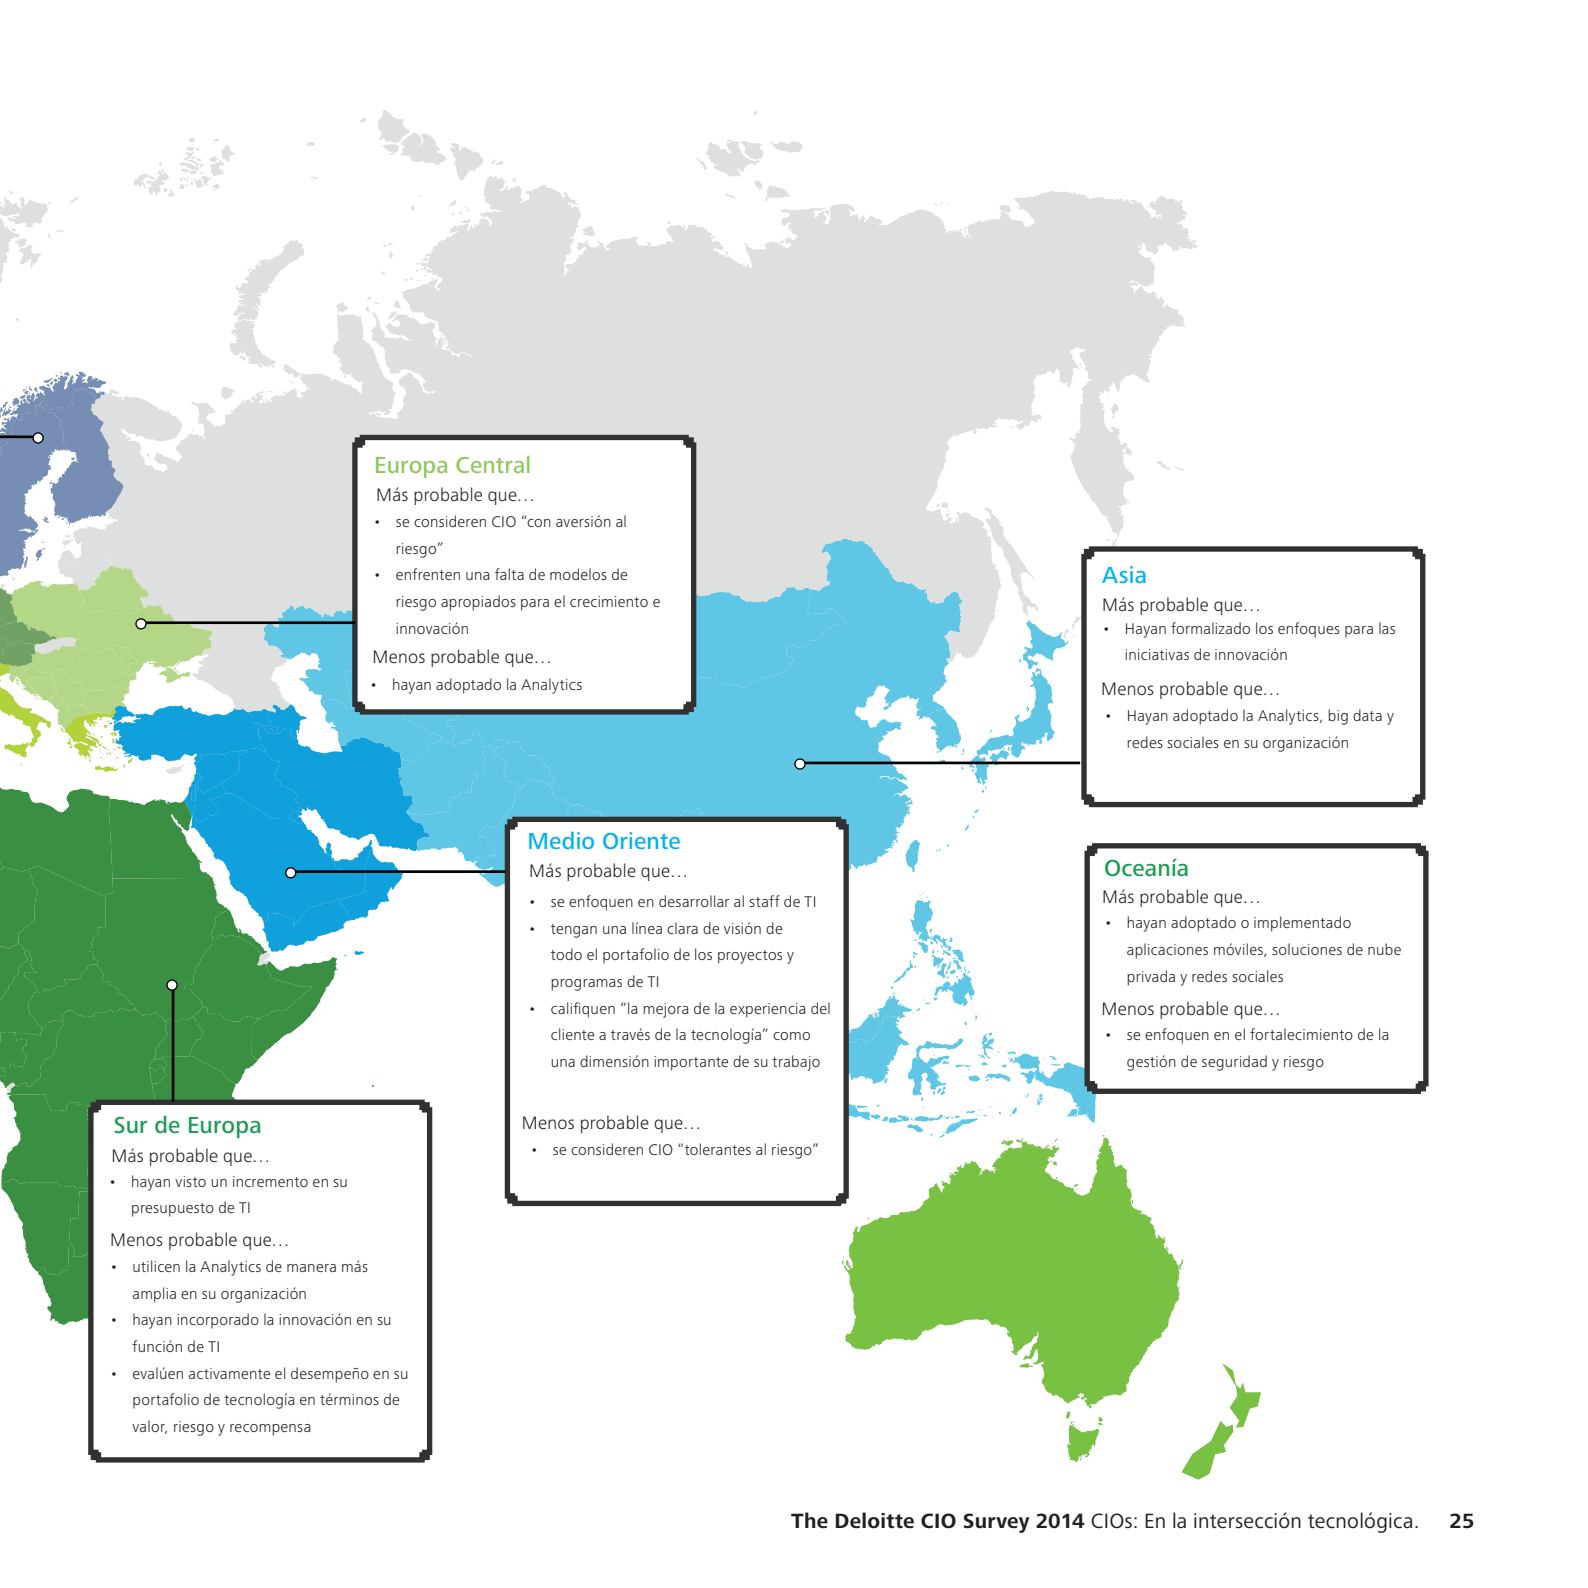 Europa Central
Más probable que…
• se consideren CIO “con aversión al
riesgo”
• enfrenten una falta de modelos de
riesgo apropiados para el crecimiento e
innovación
Menos probable que…
• hayan adoptado la Analytics
Asia
Más probable que…
• Hayan formalizado los enfoques para las
iniciativas de innovación
Menos probable que…
• Hayan adoptado la Analytics, big data y
redes sociales en su organización
Medio Oriente
Más probable que…
• se enfoquen en desarrollar al staff de TI
• tengan una línea clara de visión de
todo el portafolio de los proyectos y
programas de TI
• califiquen “la mejora de la experiencia del
cliente a través de la tecnología” como
una dimensión importante de su trabajo
Menos probable que…
• se consideren CIO “tolerantes al riesgo”
Oceanía
Más probable que…
• hayan adoptado o implementado
aplicaciones móviles, soluciones de nube
privada y redes sociales
Menos probable que…
• se enfoquen en el fortalecimiento de la
gestión de seguridad y riesgo
Sur de Europa
Más probable que…
• hayan visto un incremento en su
presupuesto de TI
Menos probable que…
• utilicen la Analytics de manera más
amplia en su organización
• hayan incorporado la innovación en su
función de TI
• evalúen activamente el desempeño en su
portafolio de tecnología en términos de
valor, riesgo y recompensa
The Deloitte CIO Survey 2014 CIOs: En la intersección tecnológica. 25